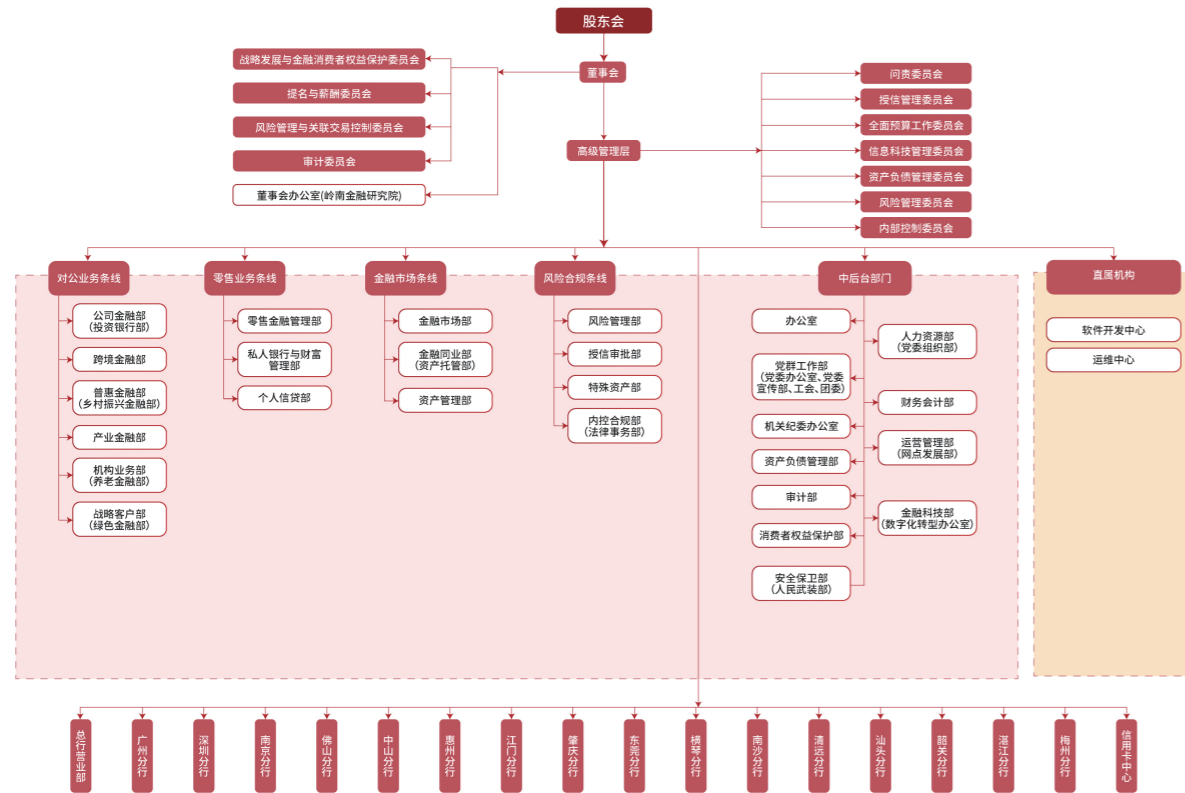 股东会
董事会
战略发展与金融消费者权益保护委员会
提名与薪酬委员会
风险管理与关联交易控制委员会
审计委员会
董事会办公室(岭南金融研究院)
高级管理层
问责委员会
授信管理委员会
全面预算工作委员会
信息科技管理委员会
资产负债管理委员会
风险管理委员会
内部控制委员会
对公业务条线
公司金融部
（投资银行部）
跨境金融部
普惠金融部
（乡村振兴金融部）
产业金融部
机构业务部
（养老金融部）
战略客户部
（绿色金融部）
零售业务条线
零售金融管理部
私人银行与财富
管理部
个人信贷部
金融市场条线
金融市场部
金融同业部
（资产托管部）
资产管理部
风险合规条线
风险管理部
授信审批部
特殊资产部
内控合规部
（法律事务部）
中后台部门
办公室
人力资源部
（党委组织部）
党群工作部
（党委办公室、党委
宣传部、工会、团委）
财务会计部
机关纪委办公室
运营管理部
（网点发展部）
资产负债管理部
审计部
金融科技部
（数字化转型办公室）
消费者权益保护部
安全保卫部
（人民武装部）
直属机构
软件开发中心
运维中心
总行营业部
广州分行
深圳分行
南京分行
佛山分行
中山分行
惠州分行
江门分行
肇庆分行
东莞分行
横琴分行
南沙分行
清远分行
汕头分行
韶关分行
湛江分行
梅州分行
信用卡中心